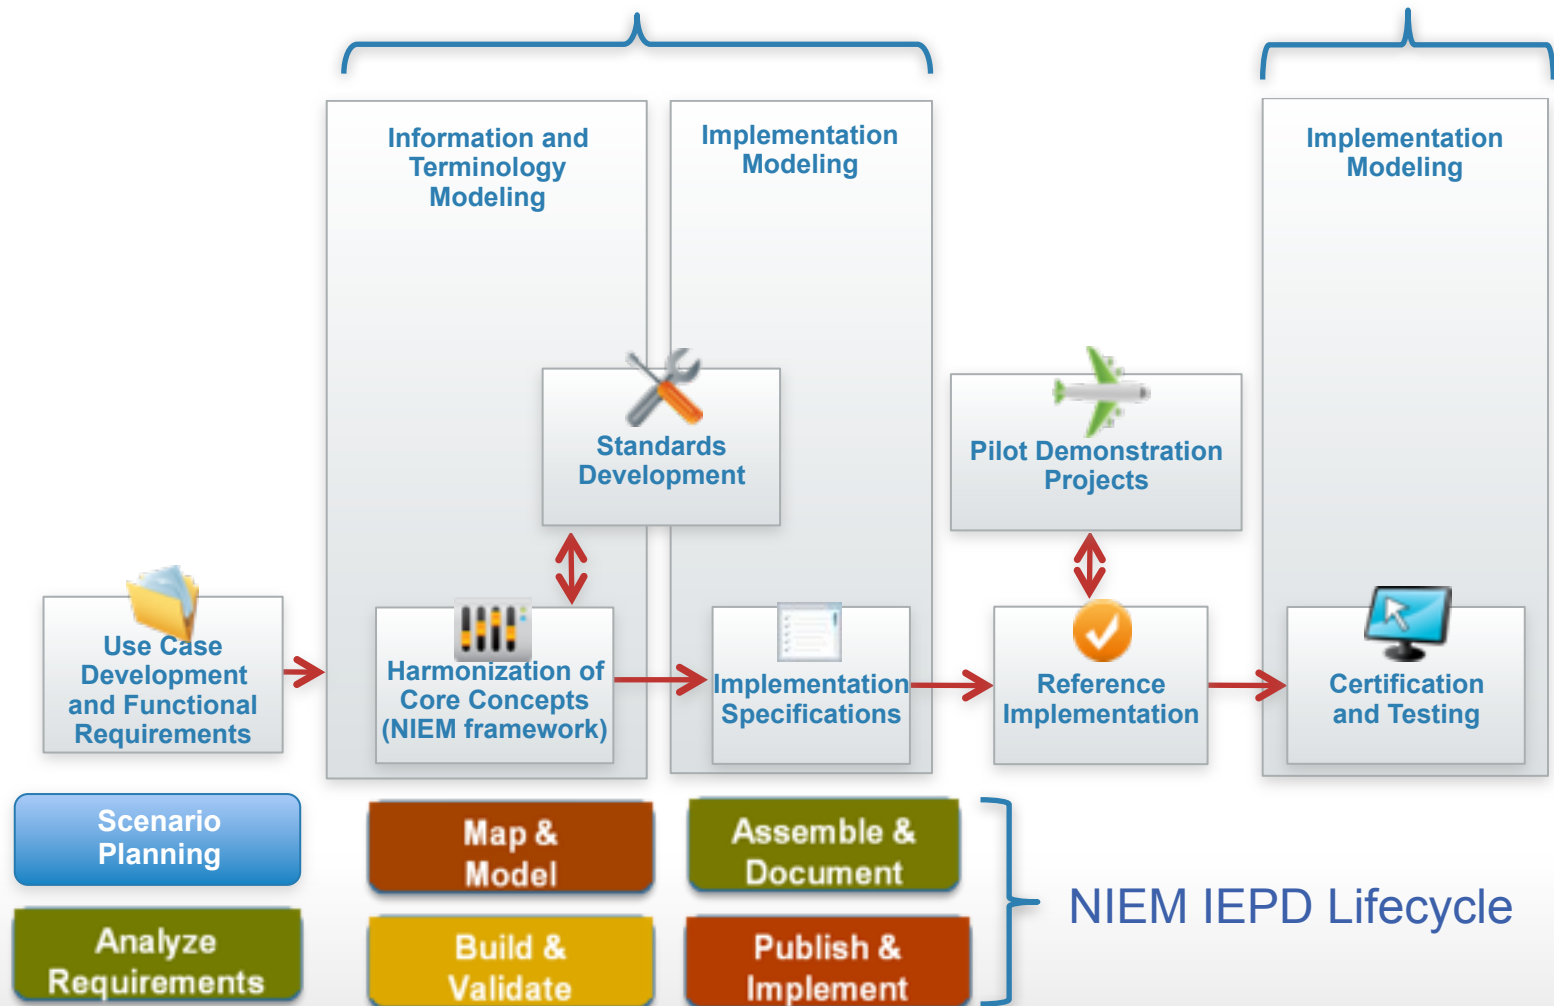 Information and
Terminology
Modeling
Implementation
Modeling
Implementation
Modeling
Standards
Development
Pilot Demonstration
Projects
Use Case
Development
and Functional
Requirements
Harmonization of
Core Concepts
(NIEM framework)
Implementation
Specifications
Reference
Implementation
Certification
and Testing
Scenario
Planning
Map &
Model
Assemble &
Document
NIEM IEPD Lifecycle
Analyze
Requirements
Build &
Validate
Publish &
Implement